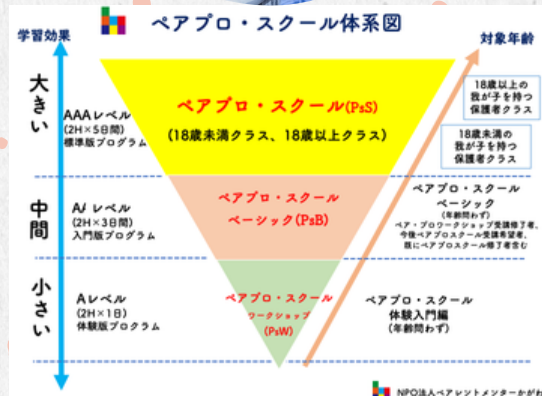 ペアプロ・スクール体系図
学習効果
対象年齢
大きい
AAAレベル
(2H×5日間)
標準版プログラム
ペアプロ・スクール(PsS)
(18歳未満クラス、18歳以上クラス)
18歳以上の
我が子を持つ
保護者クラス
18歳未満の
我が子を持つ
保護者クラス
中間
(2H×3日間)
入門版プログラム
ペアプロ・スクール
ベーシック(PsB)
ペアプロ・スクール
ベーシック
(年齢問わず)
ペア・プロワークショップ受講修了者、
今後ペアプロスクール受講希望者、
既にペアプロスクール修了者含む
小さい
Aレベル
(2H×1日)
体験版プログラム
ペアプロ・スクール
ワークショップ
(PsW)
ペアプロ・スクール
体験入門編
(年齢問わず)
NPO法人ペアレントメンターかがわ